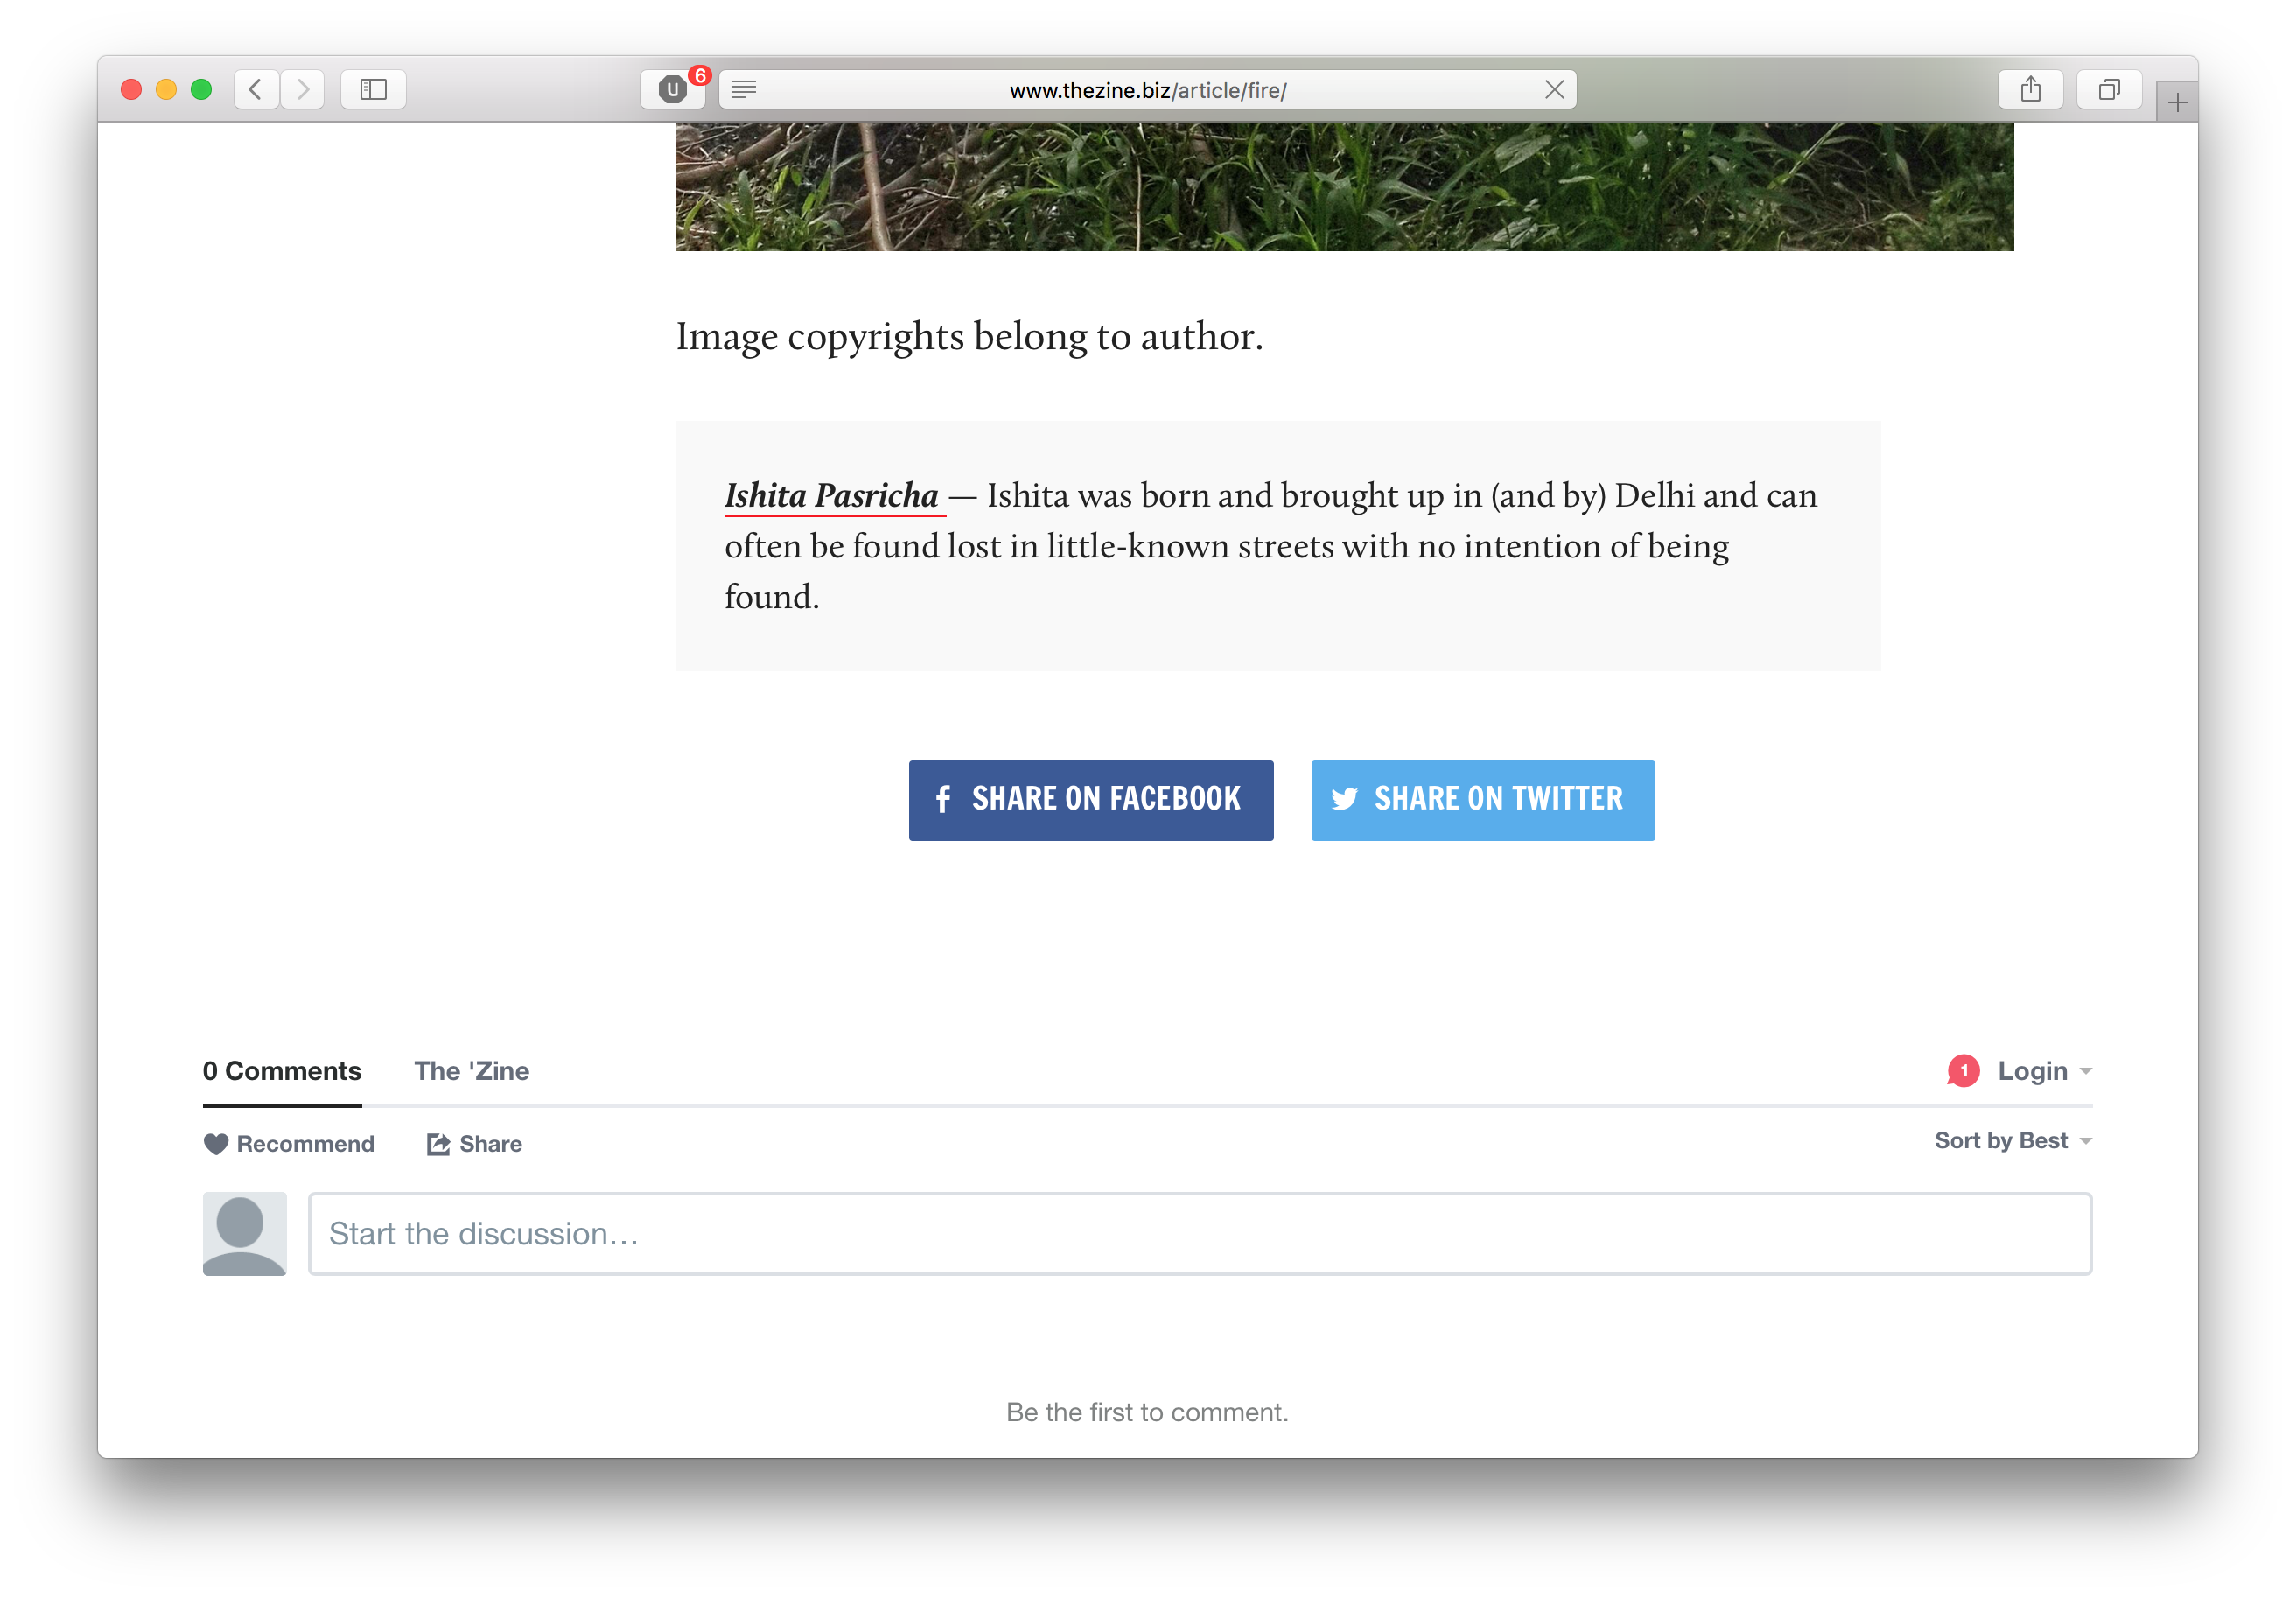 u
6
www.thezine.biz/article/fire/
Image copyrights belong to author.
Ishita Pasricha — Ishita was born and brought up in (and by) Delhi and can
often be found lost in little-known streets with no intention of being
found.
f SHARE ON FACEBOOK
SHARE ON TWITTER
0 Comments
The 'Zine
1
Login
Recommend
Share
Sort by Best
Start the discussion…
Be the first to comment.